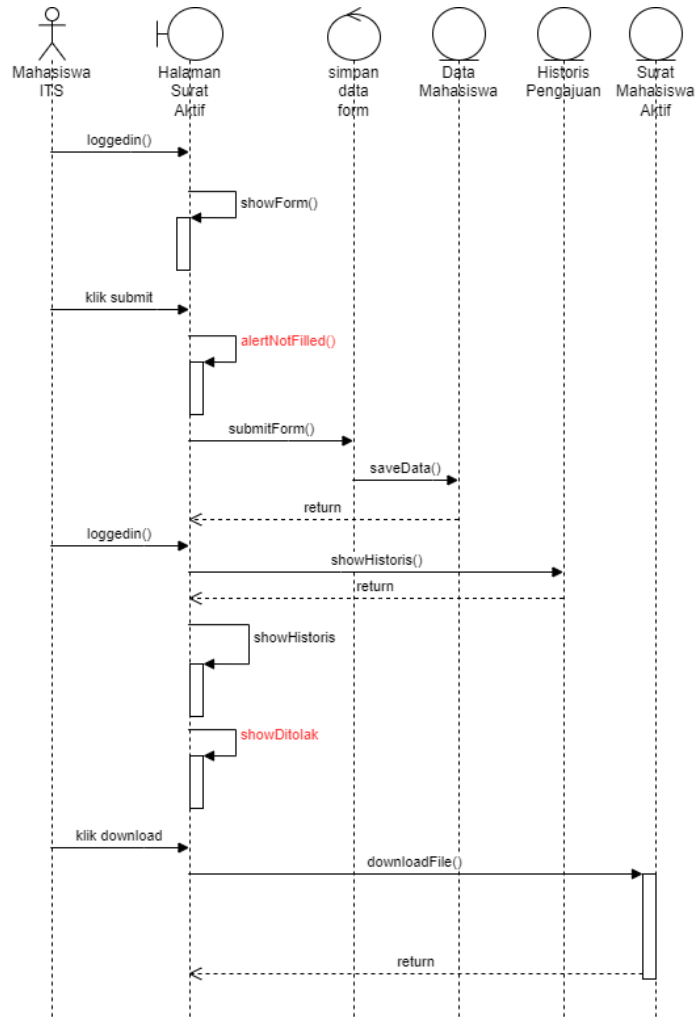 Mahasiswa
ITS
Halaman
Surat
Aktif
simpan
data
form
Data
Mahasiswa
Historis
Pengajuan
Surat
Mahasiswa
Aktif
loggedin()
showForm()
klik submit
alertNotFilled()
submitForm()
saveData()
return
loggedin()
showHistoris()
return
showHistoris
showDitolak
klik download
downloadFile()
return